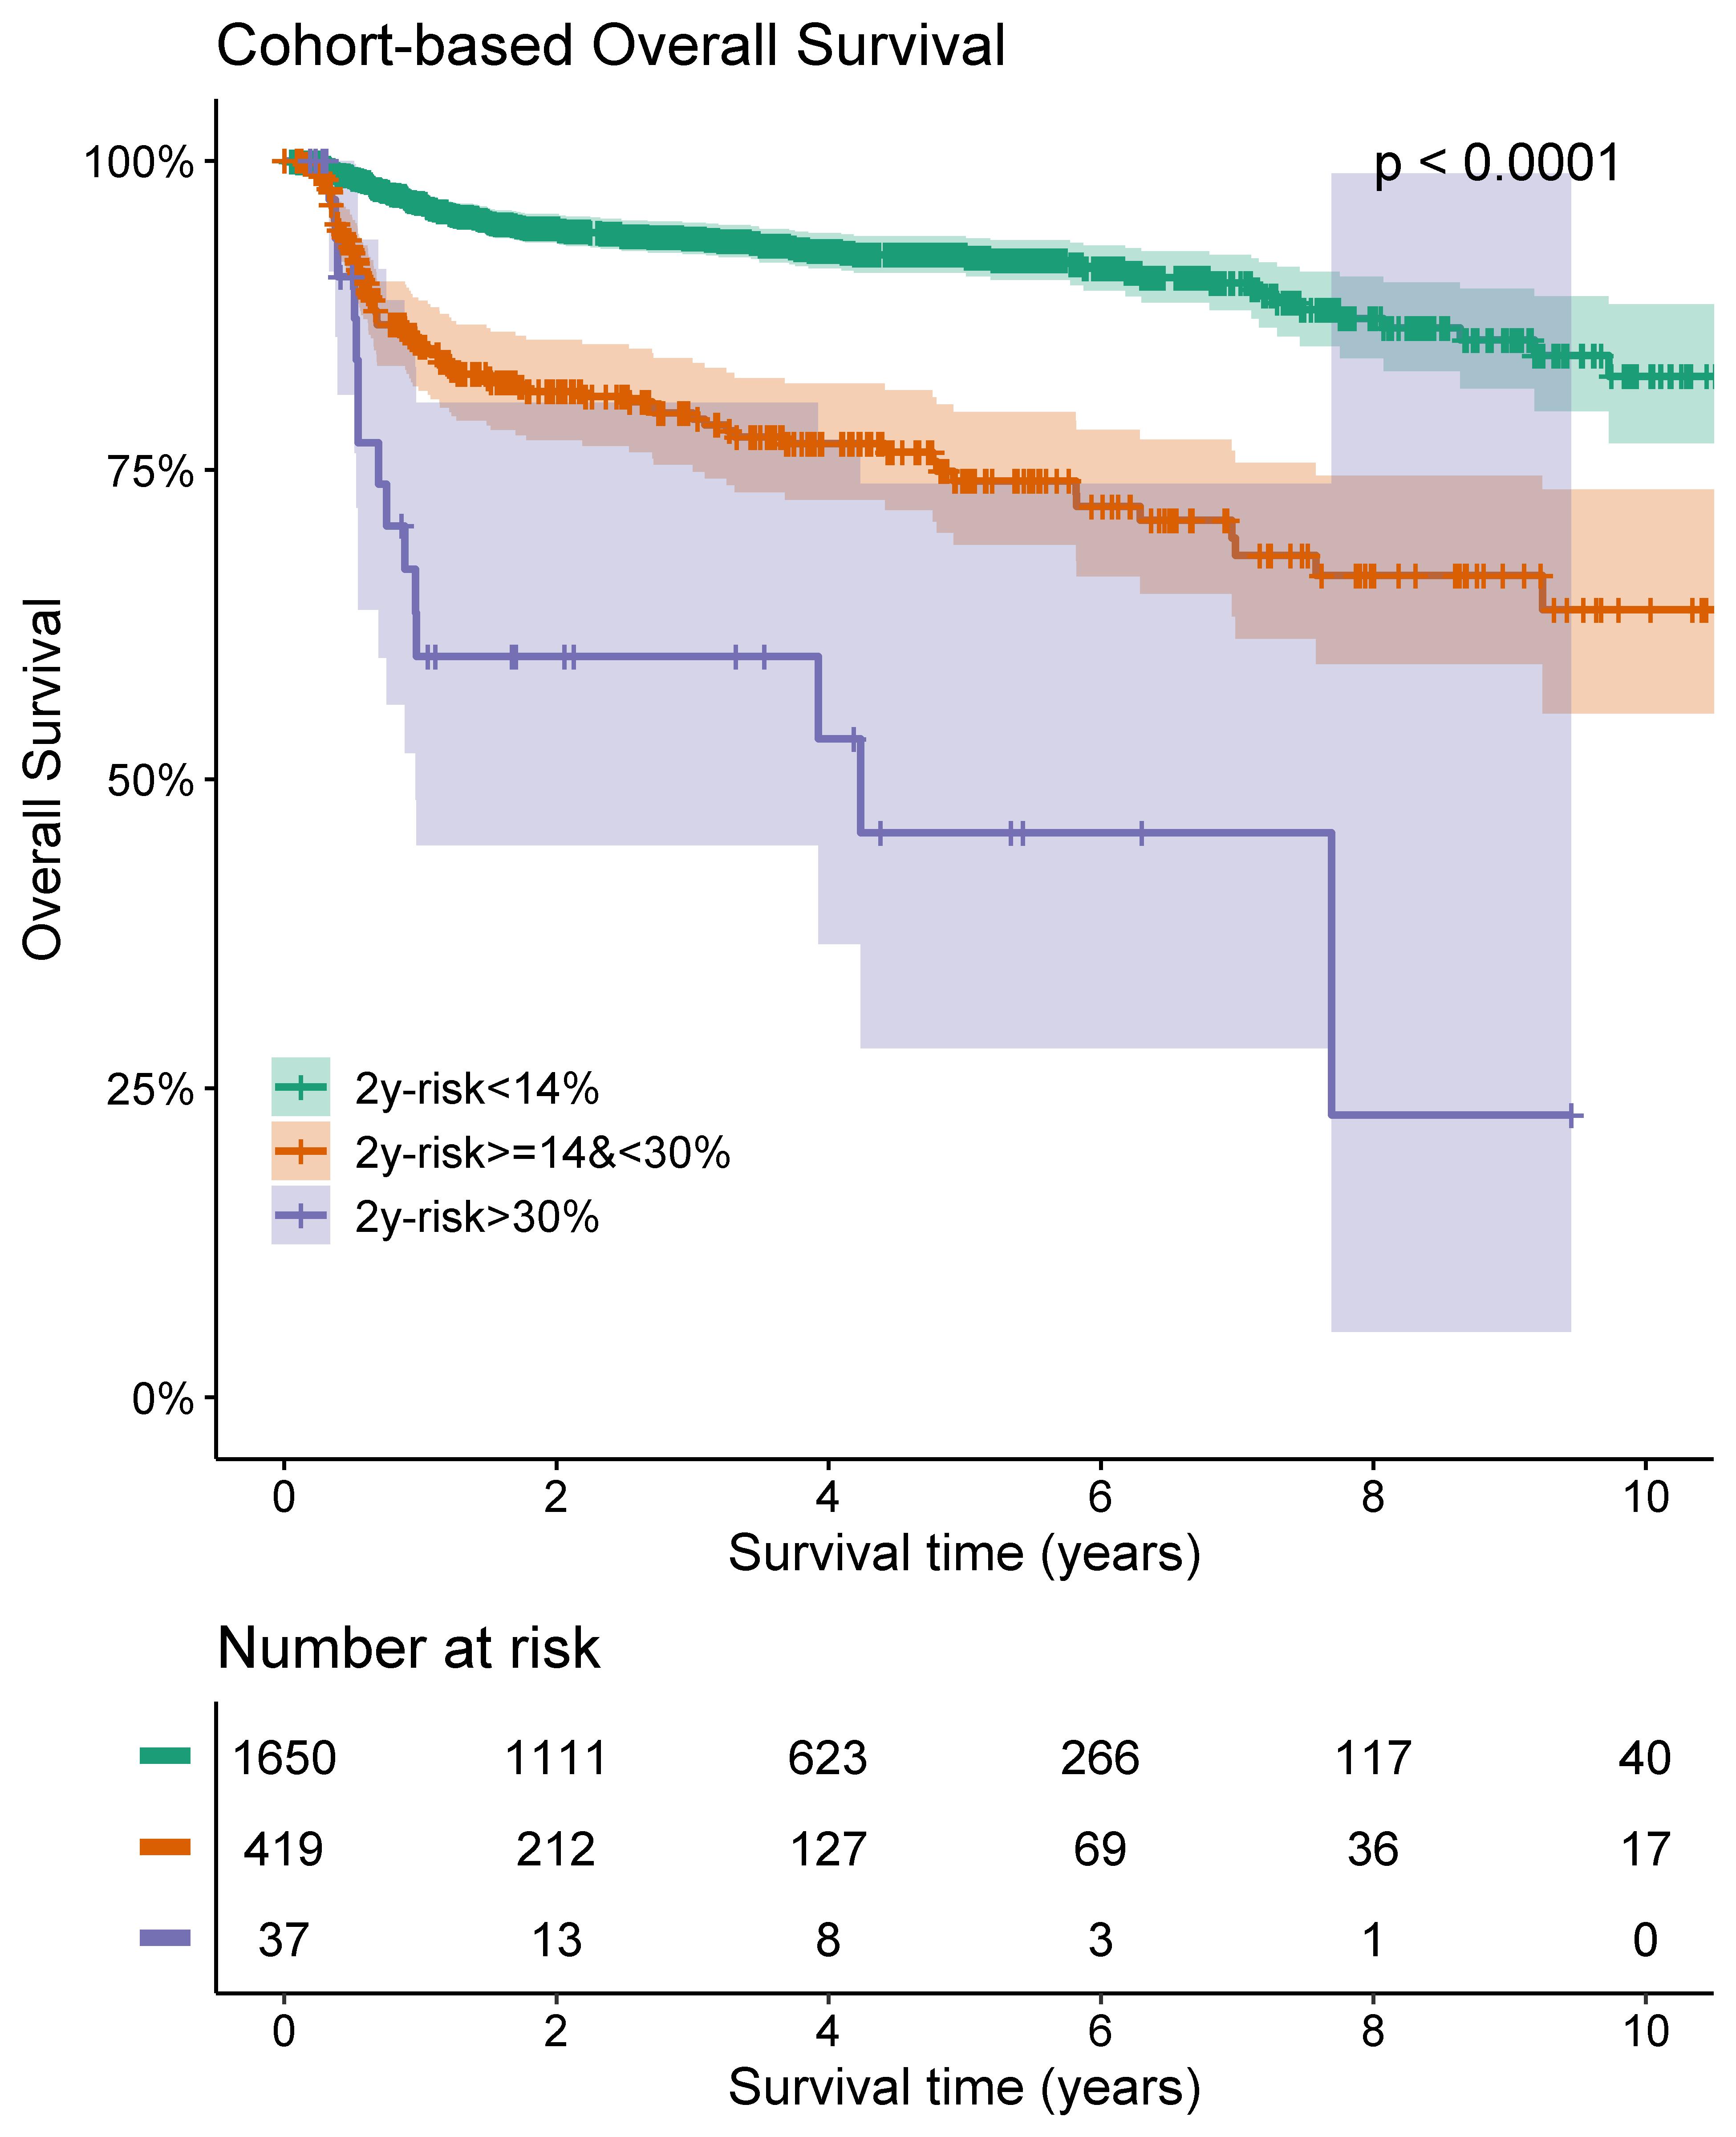 Cohort-based Overall Survival
p < 0.0001
100%
75%
50%
25%
0%
Overall Survival
2y-risk<14%
2y-risk>=14&<30%
2y-risk>30%
0 2 4 6 8 10
Survival time (years)
Number at risk
1650 1111 623 266 117 40
419 212 127 69 36 17
37 13 8 3 1 0
0 2 4 6 8 10
Survival time (years)